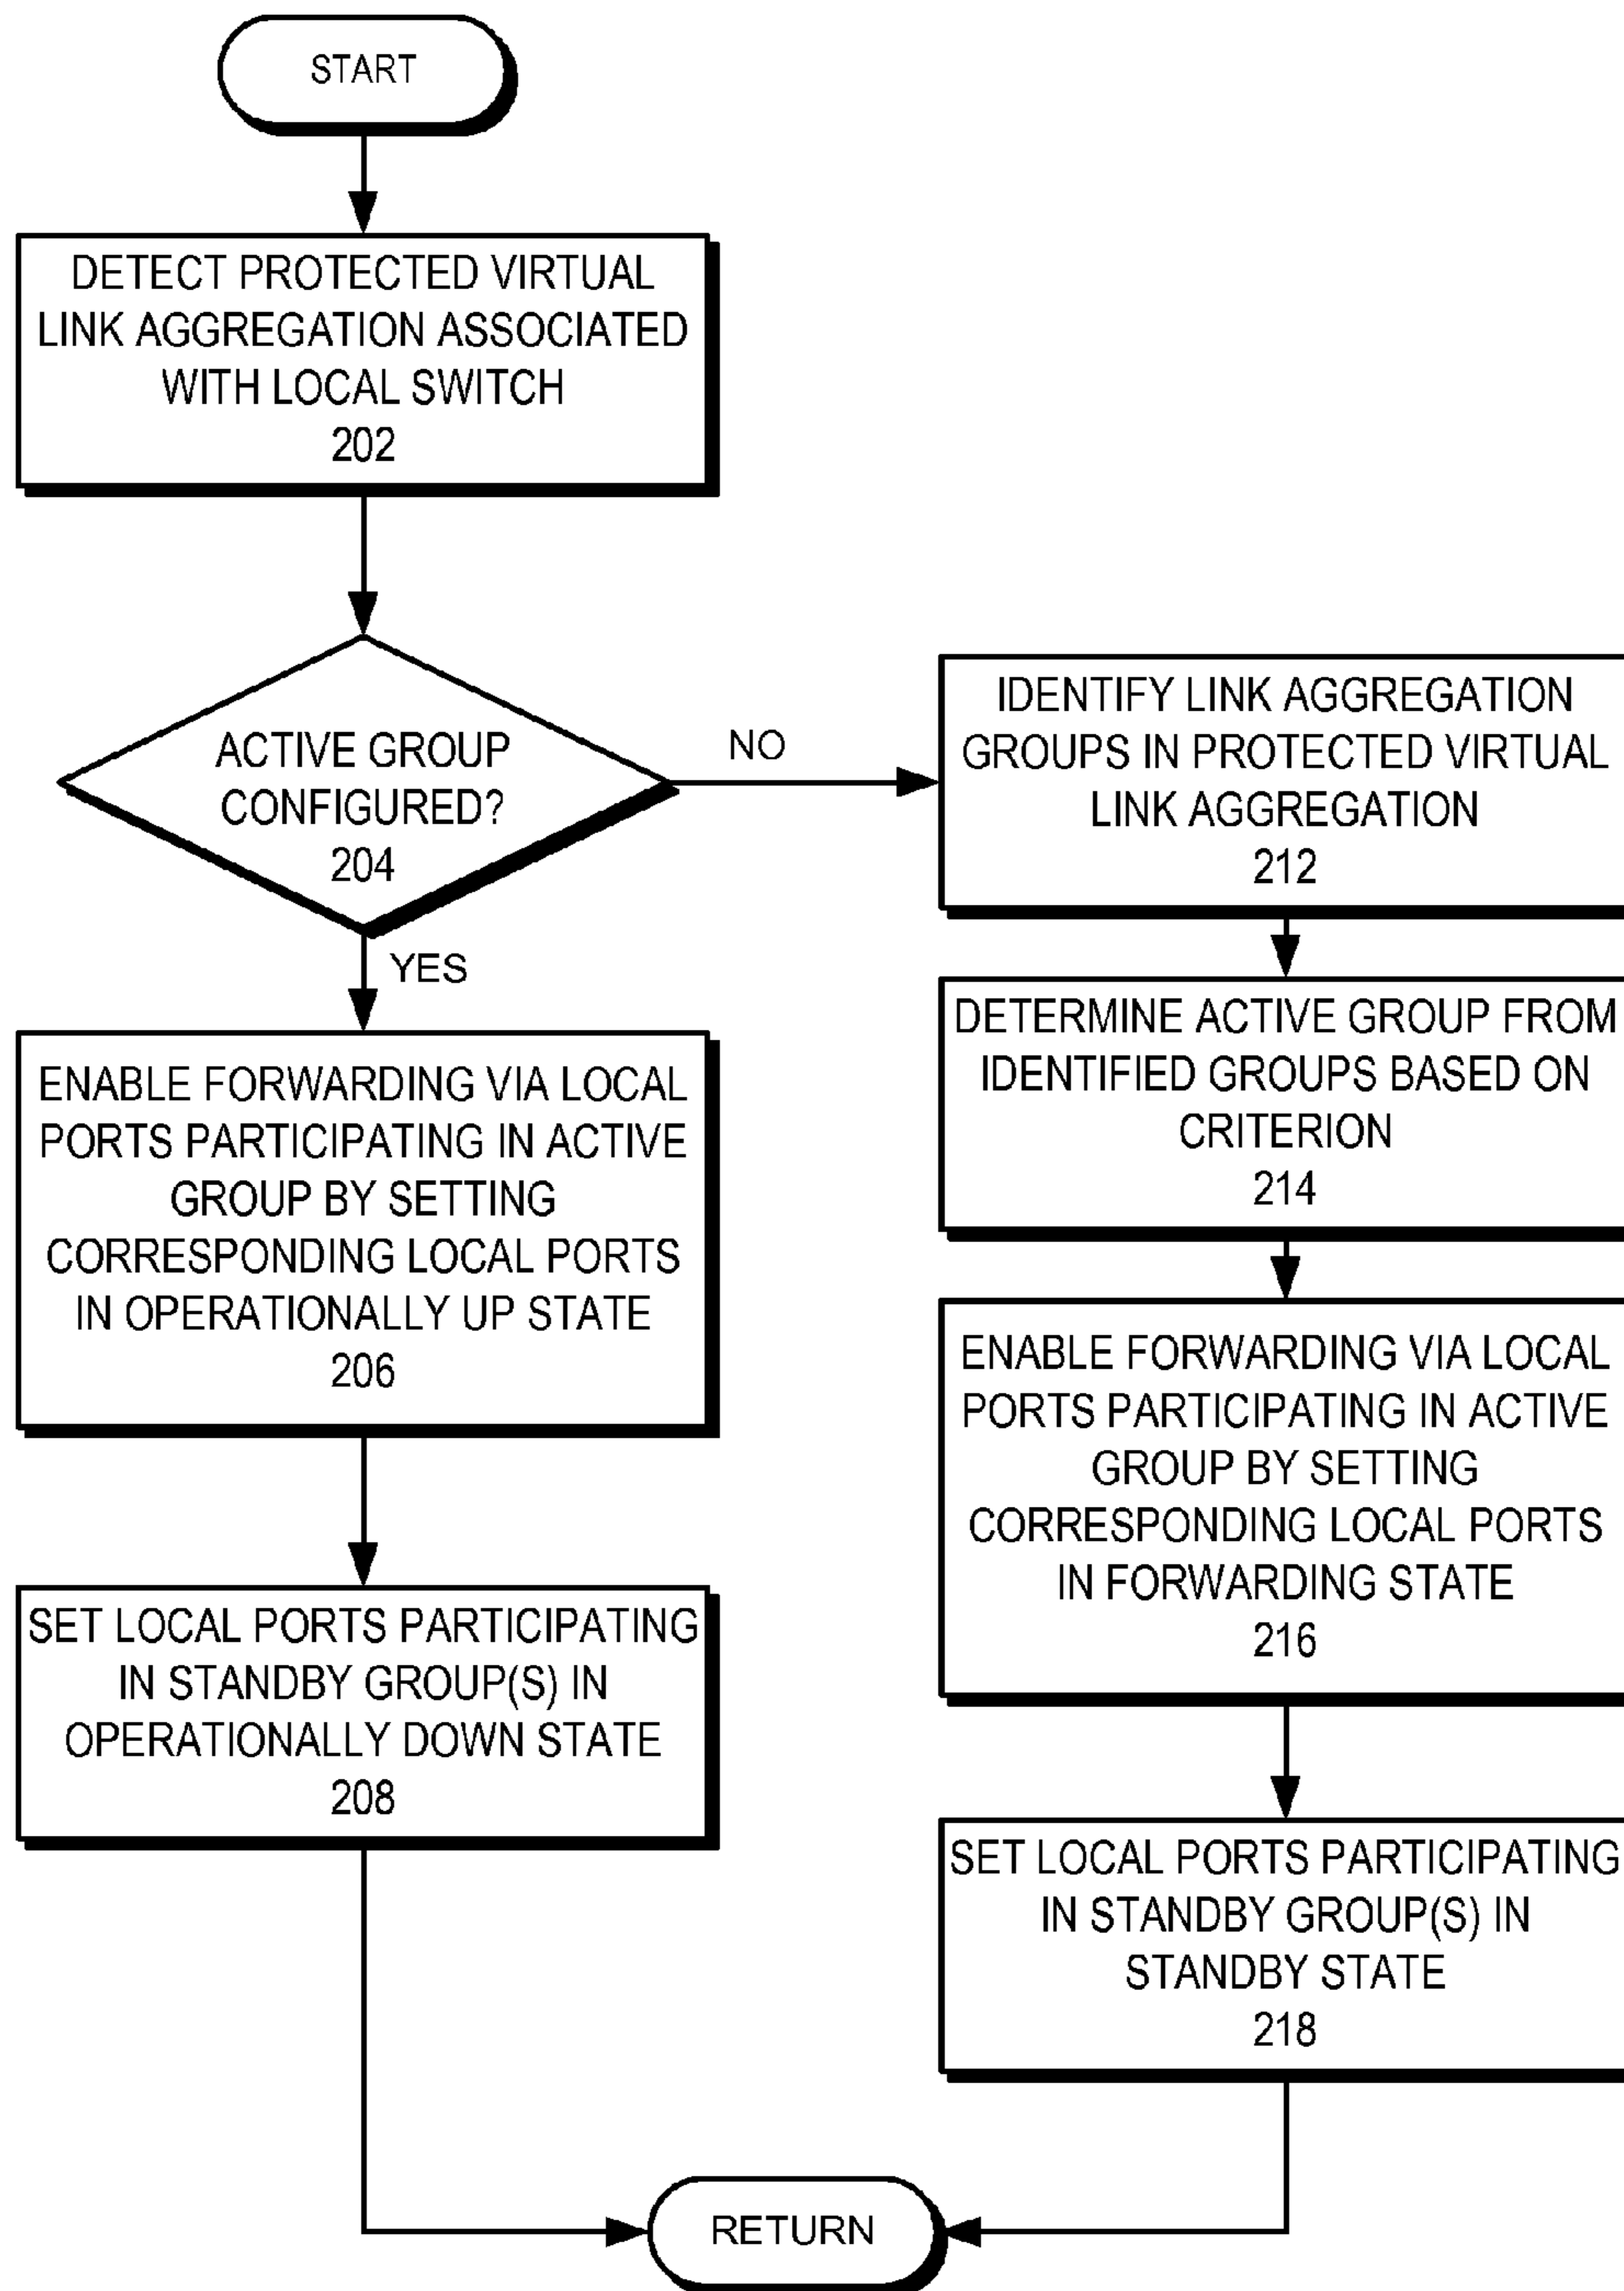 START
DETECT PROTECTED VIRTUAL
LINK AGGREGATION ASSOCIATED
WITH LOCAL SWITCH
202
ACTIVE GROUP
CONFIGURED?
204
NO
YES
ENABLE FORWARDING VIA LOCAL
PORTS PARTICIPATING IN ACTIVE
GROUP BY SETTING
CORRESPONDING LOCAL PORTS
IN OPERATIONALLY UP STATE
206
SET LOCAL PORTS PARTICIPATING
IN STANDBY GROUP(S) IN
OPERATIONALLY DOWN STATE
208
IDENTIFY LINK AGGREGATION
GROUPS IN PROTECTED VIRTUAL
LINK AGGREGATION
212
DETERMINE ACTIVE GROUP FROM
IDENTIFIED GROUPS BASED ON
CRITERION
214
ENABLE FORWARDING VIA LOCAL
PORTS PARTICIPATING IN ACTIVE
GROUP BY SETTING
CORRESPONDING LOCAL PORTS
IN FORWARDING STATE
216
SET LOCAL PORTS PARTICIPATING
IN STANDBY GROUP(S) IN
STANDBY STATE
218
RETURN